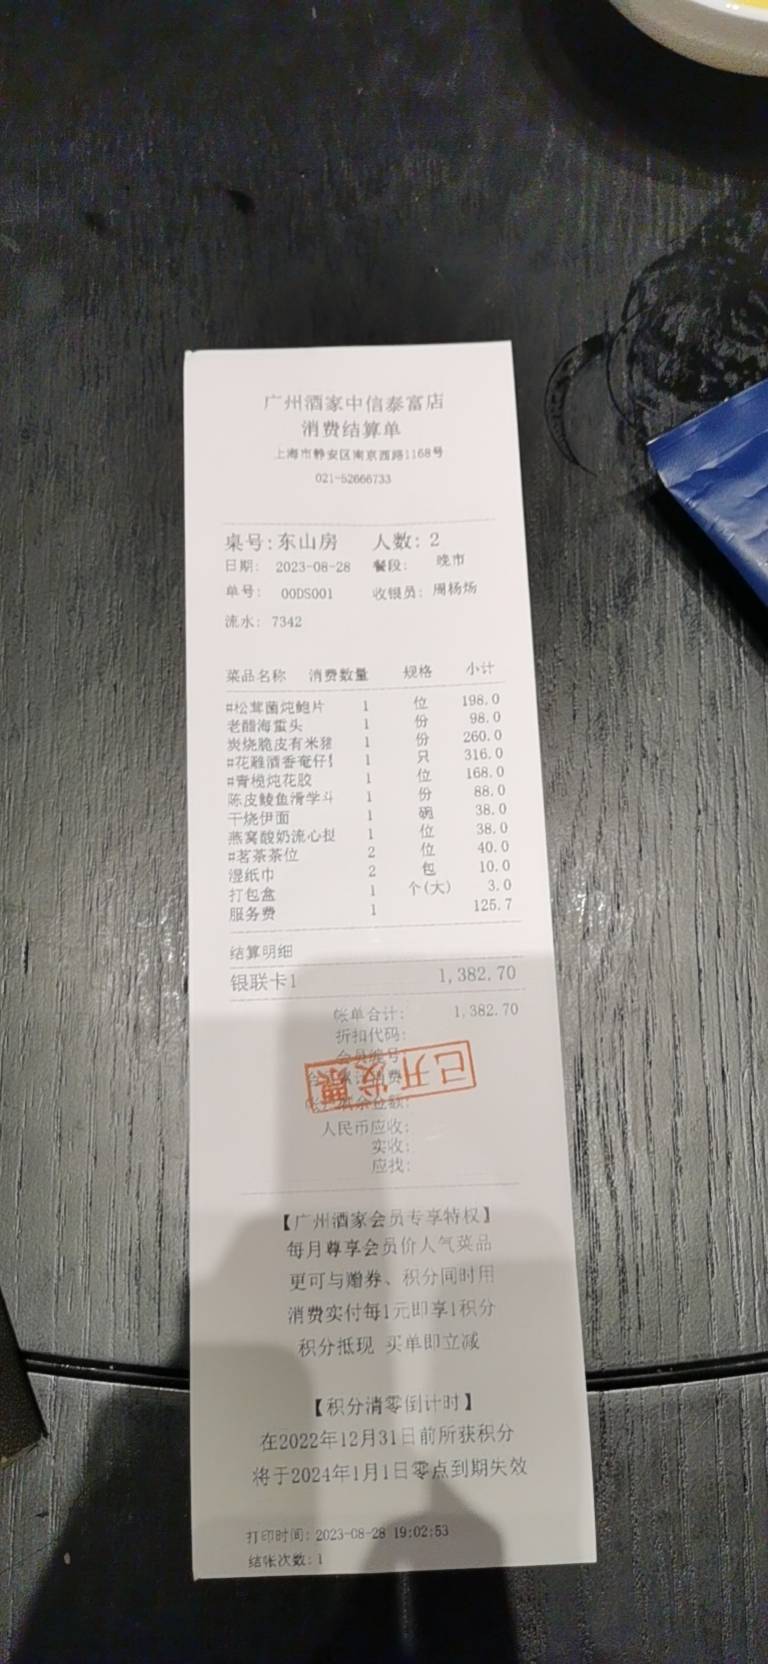 广州酒家中信泰富店
消费结算单
上海市静安区南京西路1168号
021-52666733
桌号:东山房 人数: 2
日期: 2023-08-28 餐段: 晚市
单号: 00DS001 收银员: 周杨炀
流水: 7342
菜品名称 消费数量 规格 小计
#松茸菌炖鲍片 1 位 198.0
老醋海蜇头 1 份 98.0
炭烧脆皮有米猪 1 份 260.0
#花雕酒香奄仔 1 只 316.0
#青榄炖花胶 1 位 168.0
陈皮鲮鱼滑学斗 1 份 88.0
干烧伊面 1 碗 38.0
燕窝酸奶流心挞 1 位 38.0
#茗茶茶位 2 位 40.0
湿纸巾 2 包 10.0
打包盒 1 个(大) 3.0
服务费 1 125.7
结算明细
银联卡1 1,382.70
帐单合计: 1,382.70
折扣代码:
会员编号:
已开发票
人民币应收:
实收:
应找:
【广州酒家会员专享特权】
每月尊享会员价人气菜品
更可与赠券、积分同时用
消费实付每1元即享1积分
积分抵现 买单即立减
【积分清零倒计时】
在2022年12月31日前所获积分
将于2024年1月1日零点到期失效
打印时间: 2023-08-28 19:02:53
结帐次数: 1